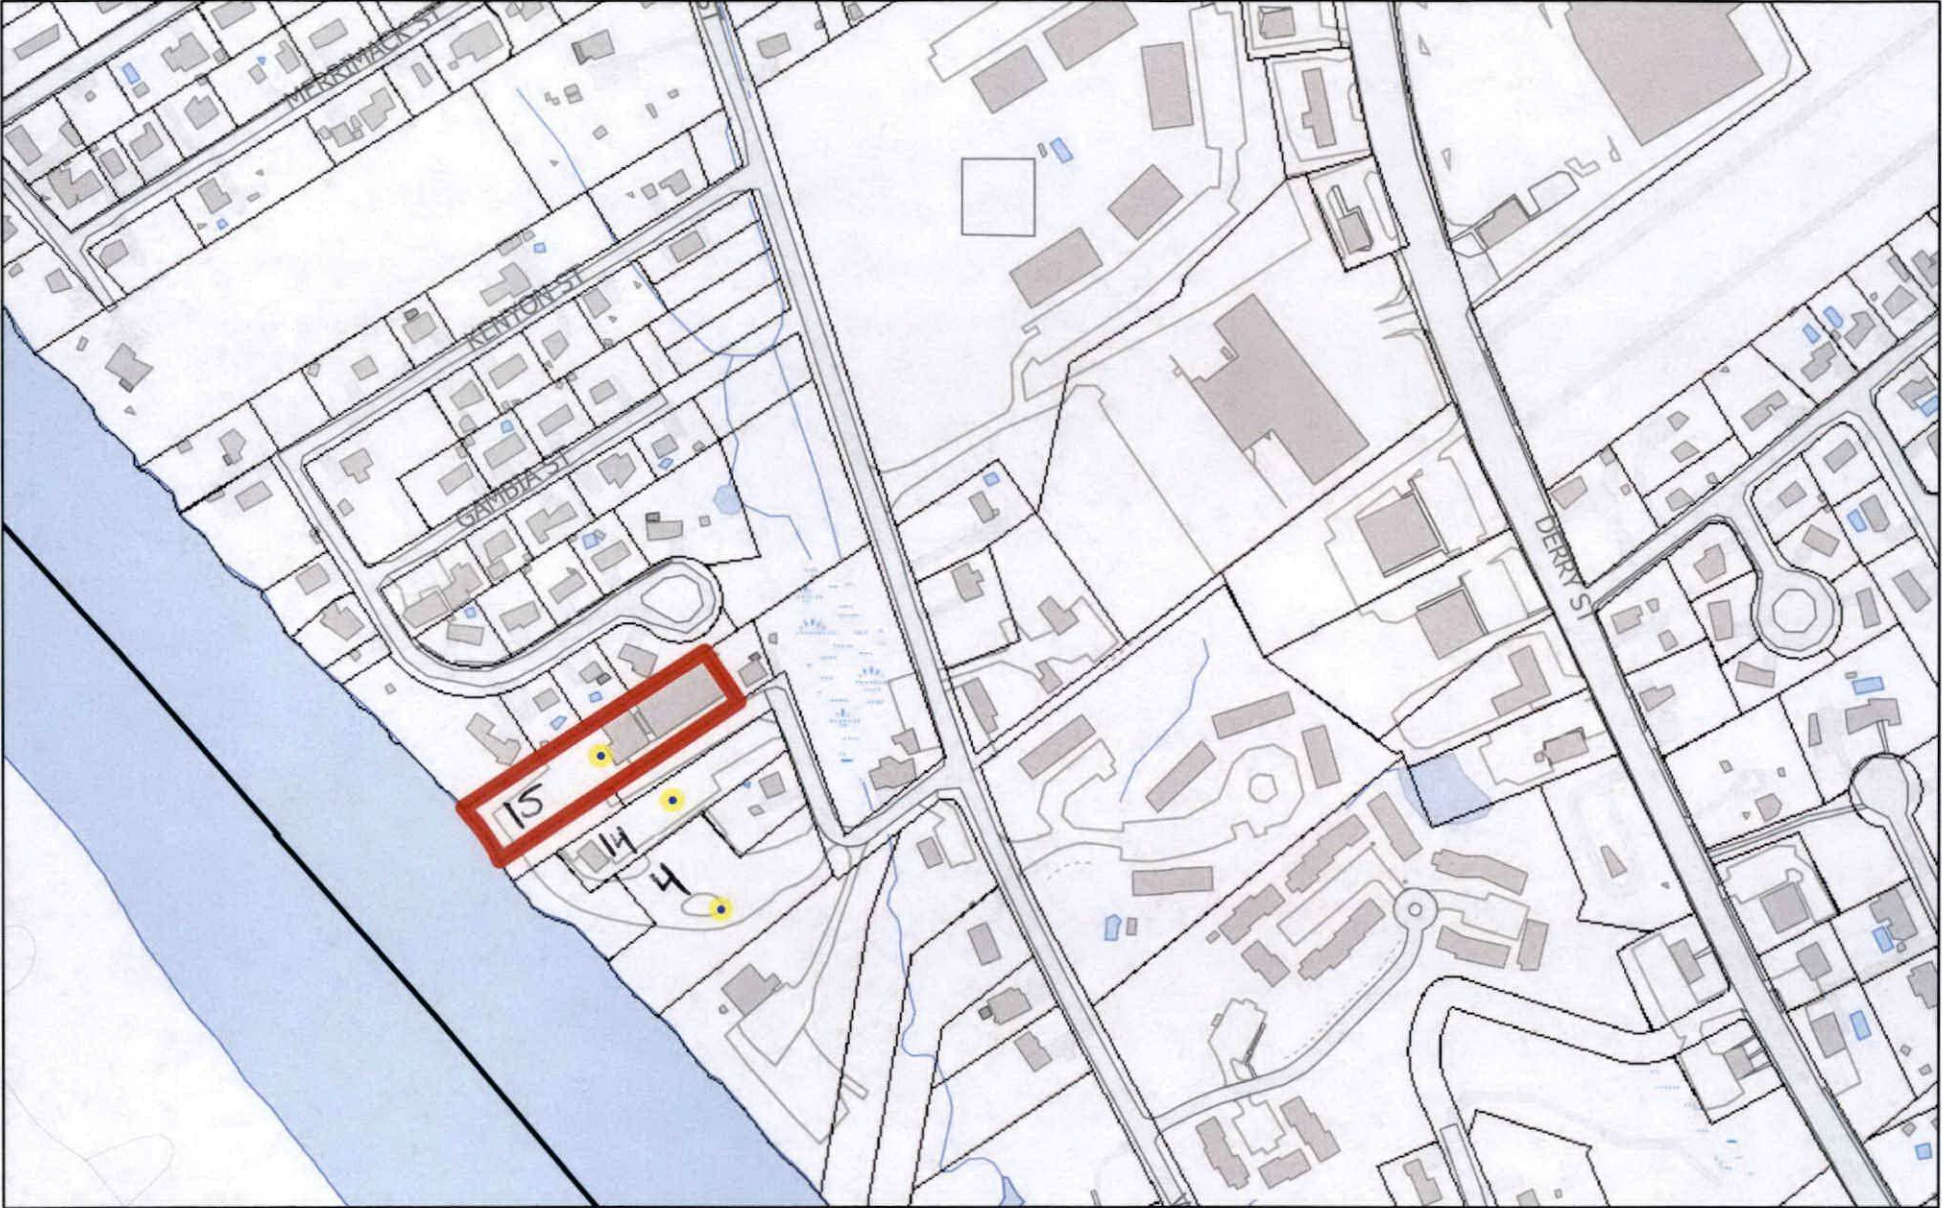 MERRIMACK ST
KENYON ST
GAMBIA ST
DERRY ST
15
14
4